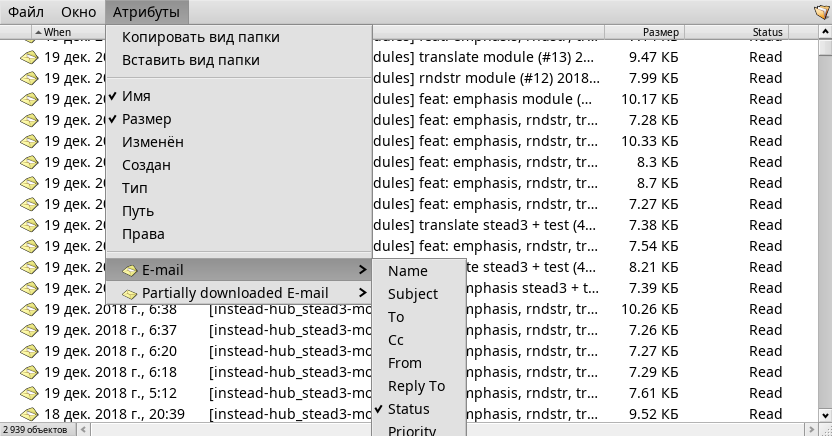 Файл Окно Атрибуты
When Размер Status
Копировать вид папки
Вставить вид папки
Имя
Размер
Изменён
Создан
Тип
Путь
Права
E-mail
Partially downloaded E-mail
Name
Subject
To
Cc
From
Reply To
Status
Priority
19 дек. 20 dules] translate module (#13) 2... 9.47 КБ Read
19 дек. 20 dules] rndstr module (#12) 2018... 7.99 КБ Read
19 дек. 20 dules] feat: emphasis module (... 10.17 КБ Read
19 дек. 20 dules] feat: emphasis, rndstr, tr... 7.28 КБ Read
19 дек. 20 dules] feat: emphasis, rndstr, tr... 10.33 КБ Read
19 дек. 20 dules] feat: emphasis, rndstr, tr... 8.3 КБ Read
19 дек. 20 dules] feat: emphasis, rndstr, tr... 8.7 КБ Read
19 дек. 20 dules] feat: emphasis, rndstr, tr... 7.27 КБ Read
19 дек. 20 dules] translate stead3 + test (4... 7.38 КБ Read
19 дек. 20 dules] feat: emphasis, rndstr, tr... 7.54 КБ Read
19 дек. 20 te stead3 + test (4... 8.21 КБ Read
19 дек. 20 emphasis stead3 + t... 7.39 КБ Read
19 дек. 2018 г., 6:38 [instead-hub_stead3-mo emphasis, rndstr, tr... 10.26 КБ Read
19 дек. 2018 г., 6:37 [instead-hub_stead3-mo emphasis, rndstr, tr... 7.26 КБ Read
19 дек. 2018 г., 6:20 [instead-hub_stead3-mo emphasis, rndstr, tr... 7.27 КБ Read
19 дек. 2018 г., 6:18 [instead-hub_stead3-mo emphasis, rndstr, tr... 7.29 КБ Read
19 дек. 2018 г., 5:12 [instead-hub_stead3-mo emphasis, rndstr, tr... 7.61 КБ Read
18 дек. 2018 г., 20:39 [instead-hub_stead3-mo emphasis, rndstr, tr... 9.52 КБ Read
2 939 объектов